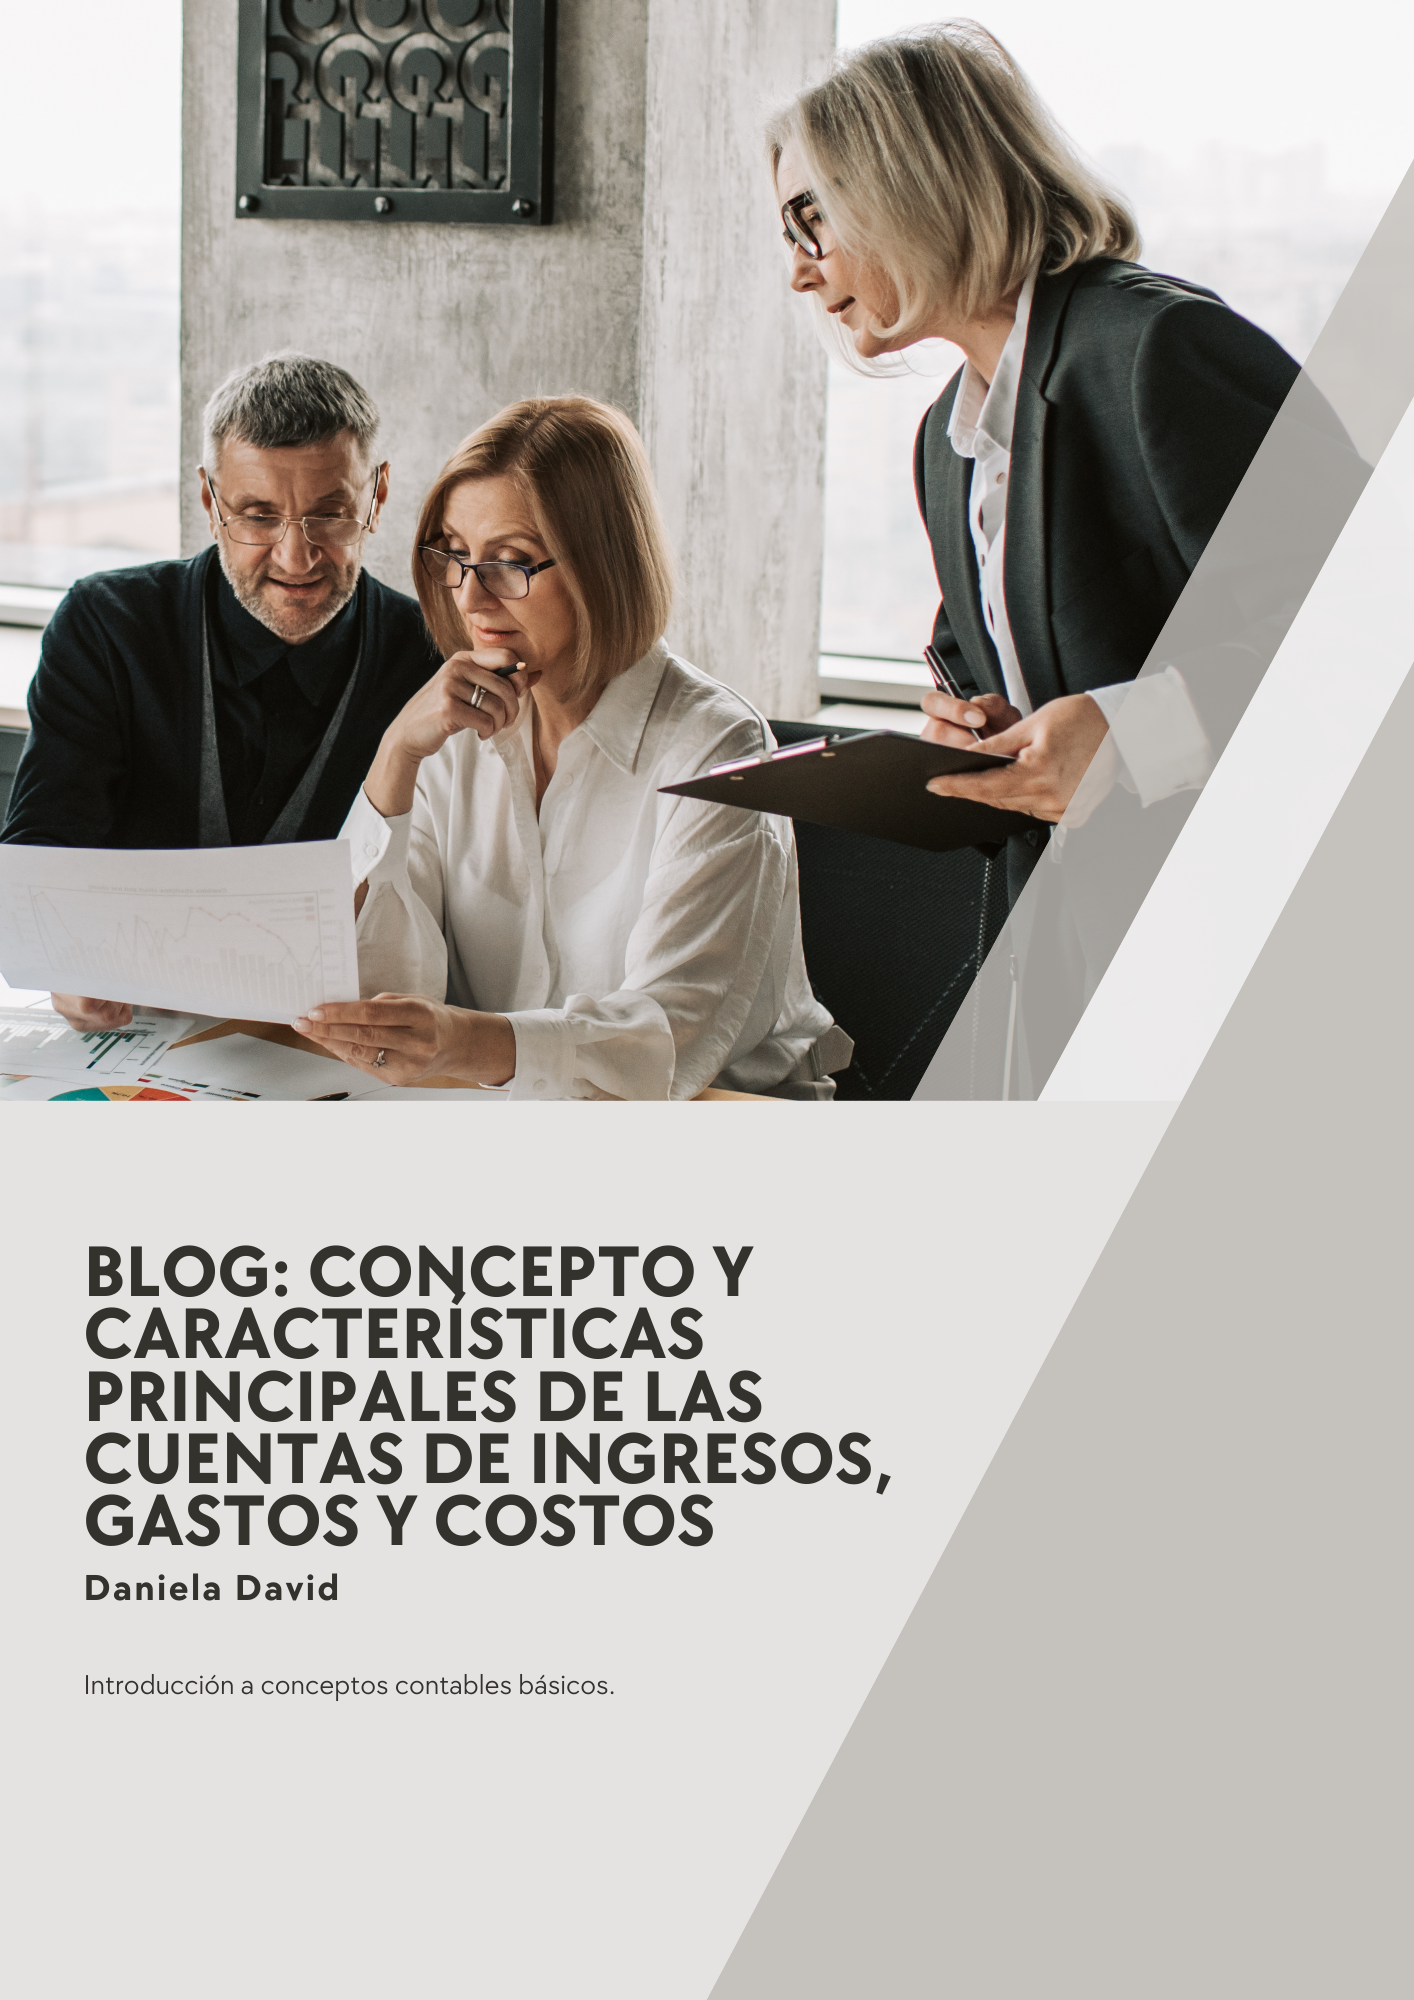 BLOG: CONCEPTO Y
CARACTERÍSTICAS
PRINCIPALES DE LAS
CUENTAS DE INGRESOS,
GASTOS Y COSTOS
Daniela David
Introducción a conceptos contables básicos.